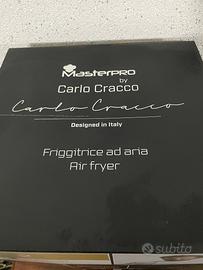 MasterPRO
by
Carlo Cracco
Carlo Cracco
Designed in Italy
Friggitrice ad aria
Air fryer
subito